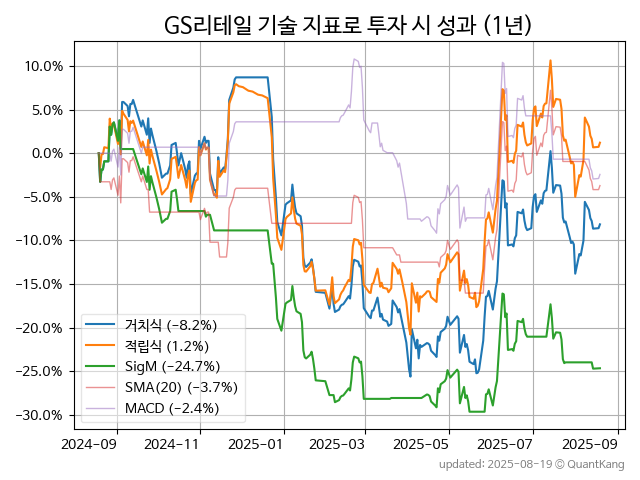 GS리테일 기술 지표로 투자 시 성과 (1년)
10.0%
5.0%
0.0%
−5.0%
−10.0%
−15.0%
−20.0%
−25.0%
−30.0%
거치식 (−8.2%)
적립식 (1.2%)
SigM (−24.7%)
SMA(20) (−3.7%)
MACD (−2.4%)
2024-09 2024-11 2025-01 2025-03 2025-05 2025-07 2025-09
updated: 2025-08-19 ⓒ QuantKang